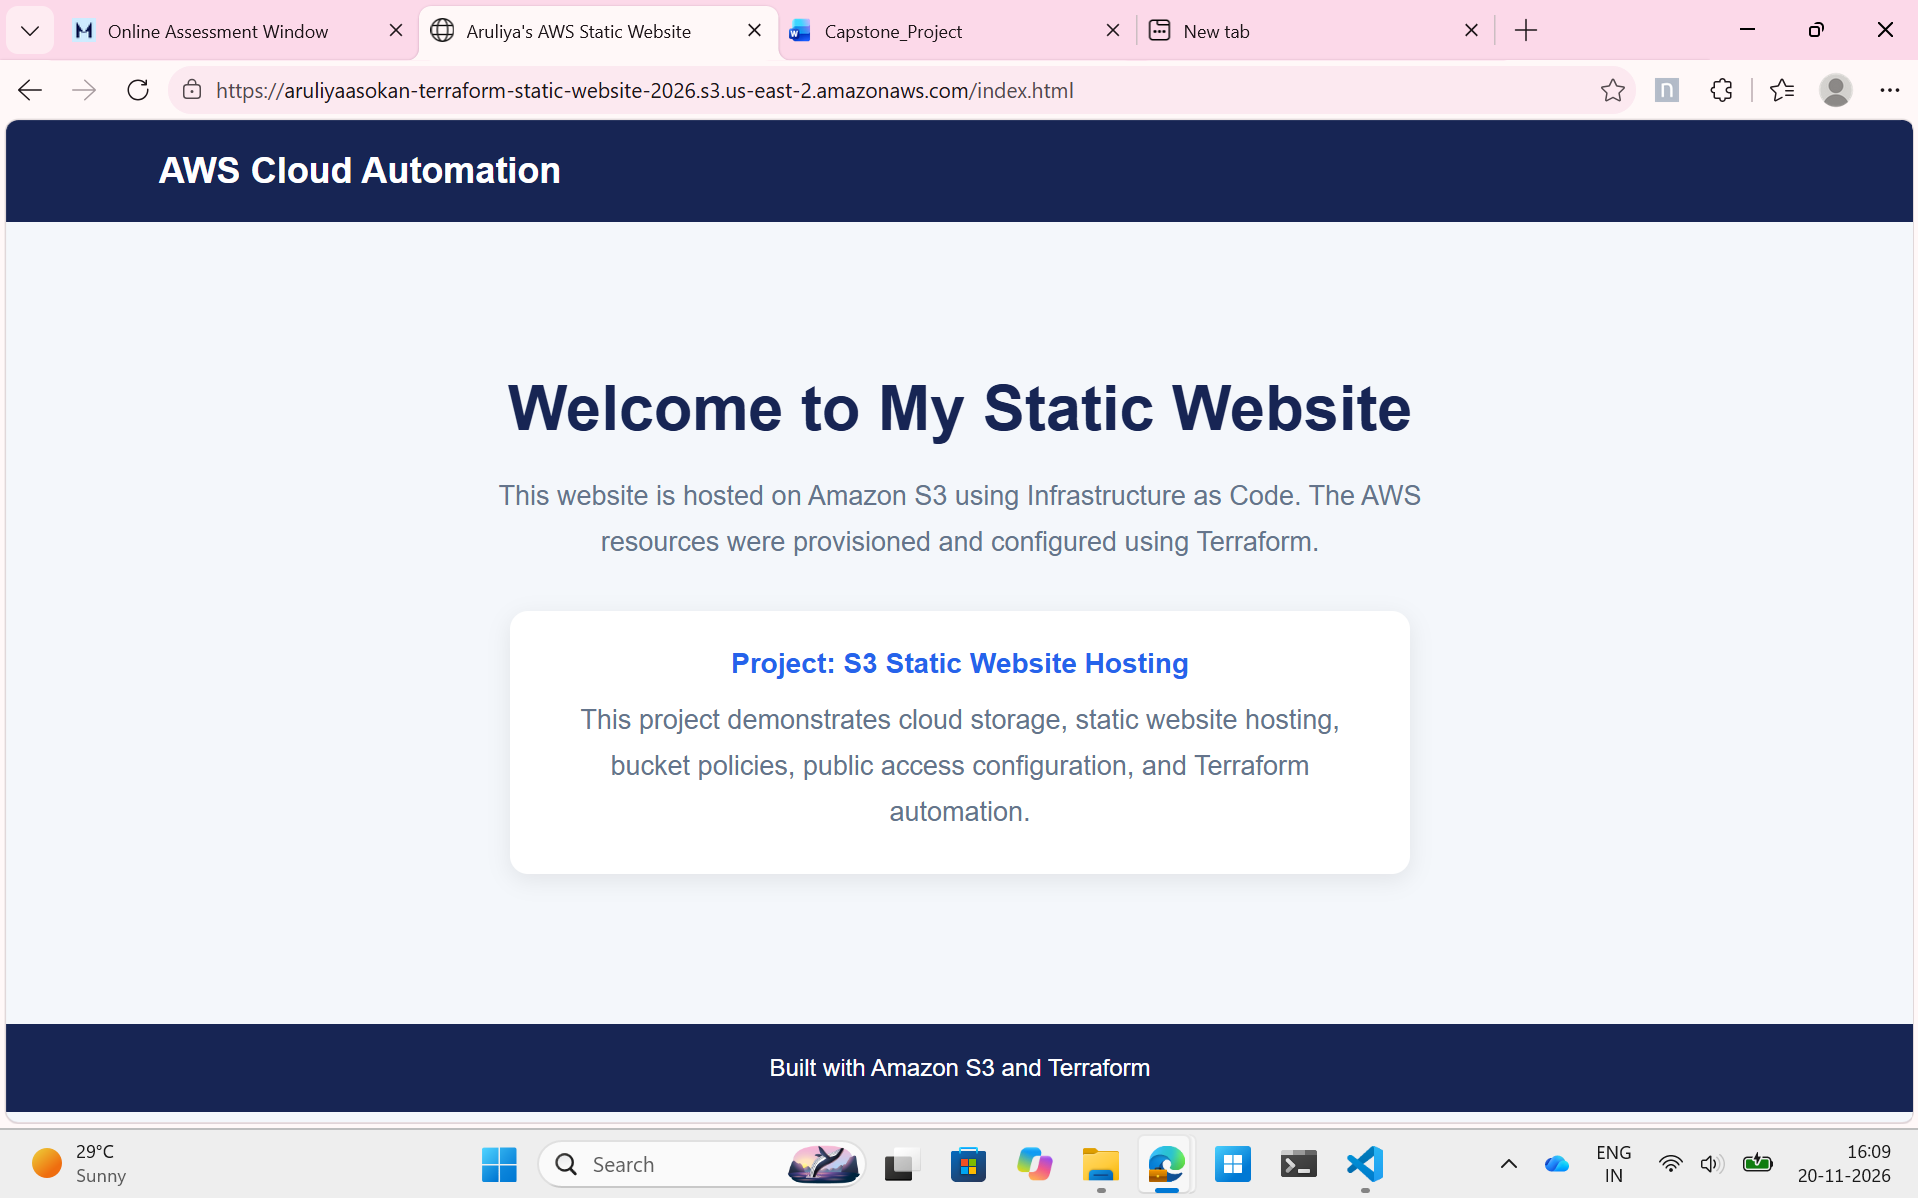 Online Assessment Window
Aruliya's AWS Static Website
Capstone_Project
New tab
https://aruliyaasokan-terraform-static-website-2026.s3.us-east-2.amazonaws.com/index.html
AWS Cloud Automation
Welcome to My Static Website
This website is hosted on Amazon S3 using Infrastructure as Code. The AWS
resources were provisioned and configured using Terraform.
Project: S3 Static Website Hosting
This project demonstrates cloud storage, static website hosting,
bucket policies, public access configuration, and Terraform
automation.
Built with Amazon S3 and Terraform
29°C
Sunny
Search
ENG
IN
16:09
20-11-2026